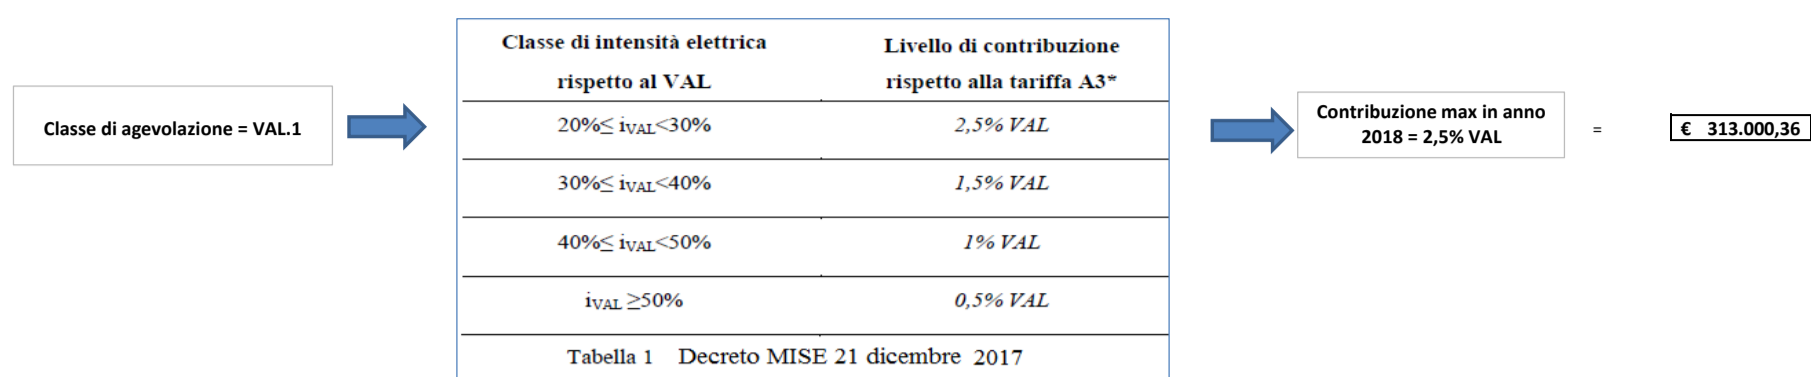 Classe di agevolazione = VAL.1
Classe di intensità elettrica
rispetto al VAL
Livello di contribuzione
rispetto alla tariffa A3*
20%≤ iVAL<30%
2,5% VAL
30%≤ iVAL<40%
1,5% VAL
40%≤ iVAL<50%
1% VAL
iVAL ≥50%
0,5% VAL
Tabella 1 Decreto MISE 21 dicembre 2017
Contribuzione max in anno
2018 = 2,5% VAL
=
€ 313.000,36